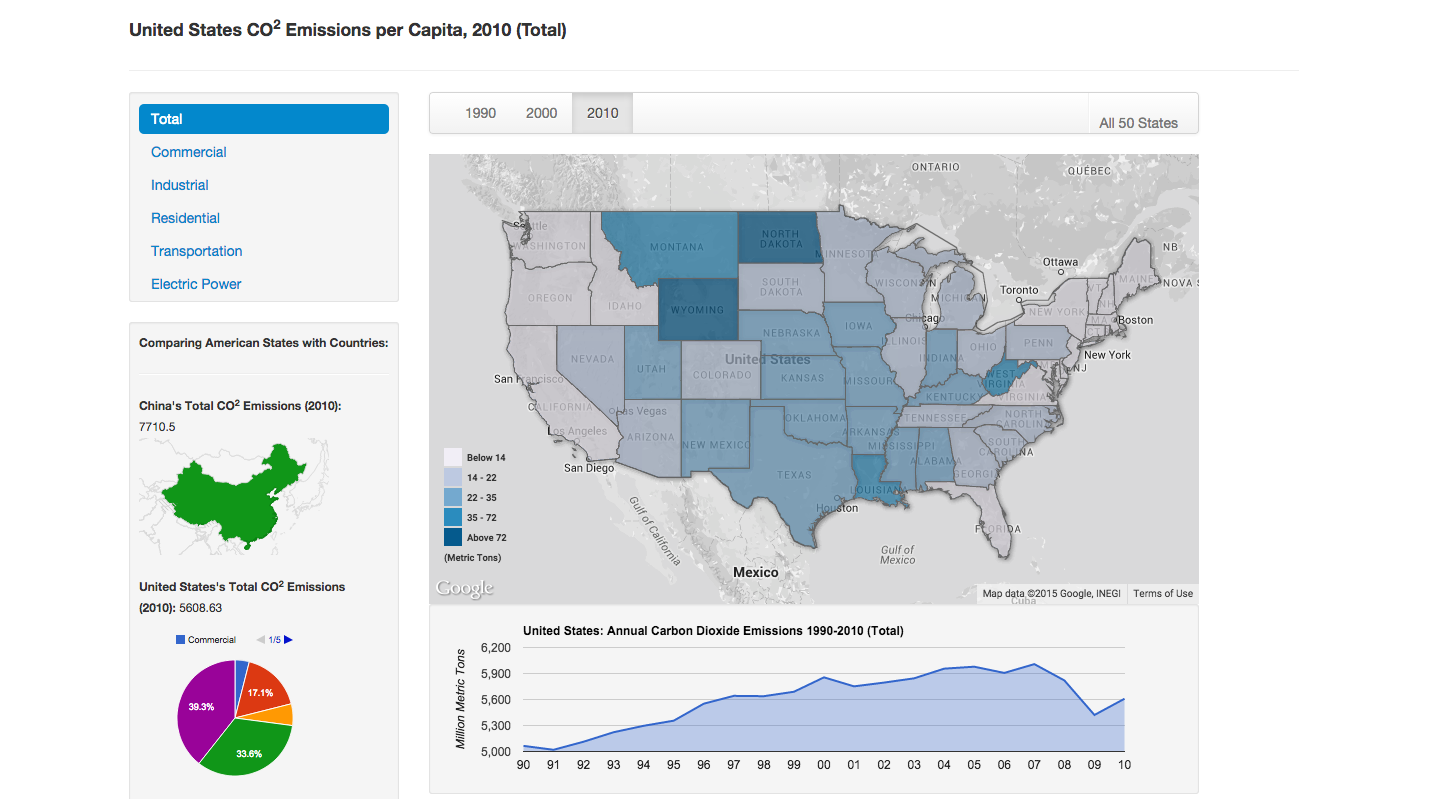 United States CO2 Emissions per Capita, 2010 (Total)
Total
Commercial
Industrial
Residential
Transportation
Electric Power
Comparing American States with Countries:
China's Total CO2 Emissions (2010):
7710.5
United States's Total CO2 Emissions
(2010): 5608.63
Commercial
1/5
17.1%
39.3%
33.6%
1990
2000
2010
All 50 States
ONTARIO
QUÉBEC
Seattle
WASHINGTON
MONTANA
NORTH
DAKOTA
MINNESOTA
NB
Ottawa
MAINE
NOVA S
OREGON
IDAHO
WYOMING
SOUTH
DAKOTA
WISCONSIN
MICHIGAN
Toronto
VT
NH
NEW YORK
MA
Boston
CT
RI
Chicago
IOWA
NEBRASKA
ILLINOIS
INDIANA
OHIO
PENN
New York
NJ
NEVADA
UTAH
COLORADO
United States
KANSAS
MISSOURI
WEST
VIRGINIA
KENTUCKY
VIRGINIA
San Francisco
CALIFORNIA
Las Vegas
Los Angeles
San Diego
ARIZONA
NEW MEXICO
OKLAHOMA
ARKANSAS
TENNESSEE
NORTH
CAROLINA
SOUTH
CAROLINA
MISSISSIPPI
ALABAMA
GEORGIA
TEXAS
LOUISIANA
Houston
FLORIDA
Gulf of California
Gulf of
Mexico
Mexico
Cuba
Below 14
14 - 22
22 - 35
35 - 72
Above 72
(Metric Tons)
Google
Map data ©2015 Google, INEGI
Terms of Use
United States: Annual Carbon Dioxide Emissions 1990-2010 (Total)
Million Metric Tons
6,200
5,900
5,600
5,300
5,000
90 91 92 93 94 95 96 97 98 99 00 01 02 03 04 05 06 07 08 09 10